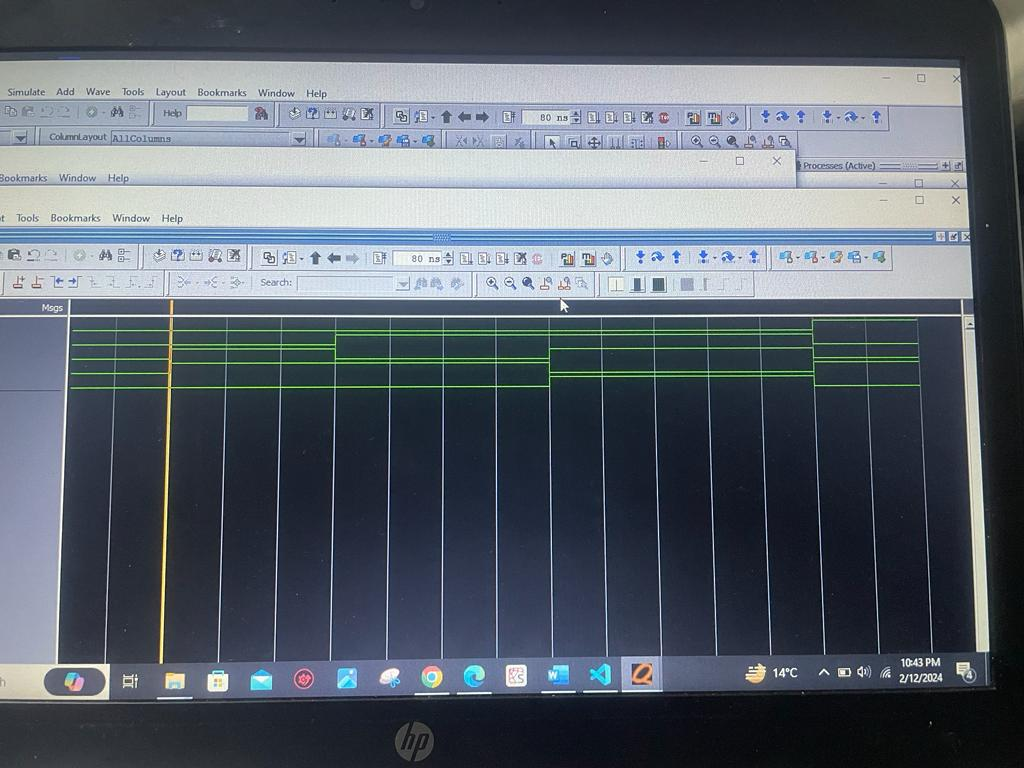 Simulate Add Wave Tools Layout Bookmarks Window Help
Help 80 ns
ColumnLayout AllColumns
Processes (Active)
Bookmarks Window Help
Tools Bookmarks Window Help
80 ns
Search:
Msgs
14°C
10:43 PM
2/12/2024
4
hp